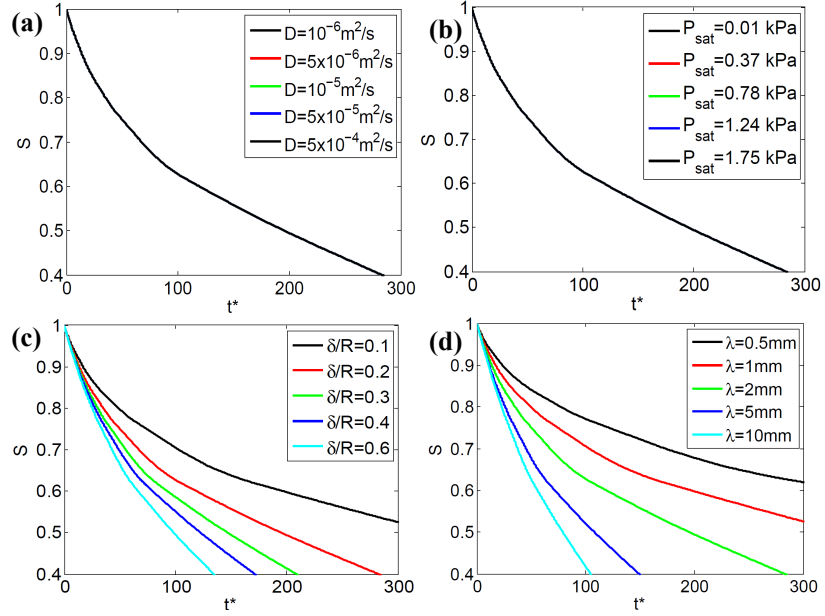 (a)
S
1
0.9
0.8
0.7
0.6
0.5
0.4
0 100 200 300
t*
D=10⁻⁶m²/s
D=5x10⁻⁶m²/s
D=10⁻⁵m²/s
D=5x10⁻⁵m²/s
D=5x10⁻⁴m²/s
(b)
S
1
0.9
0.8
0.7
0.6
0.5
0.4
0 100 200 300
t*
P_sat=0.01 kPa
P_sat=0.37 kPa
P_sat=0.78 kPa
P_sat=1.24 kPa
P_sat=1.75 kPa
(c)
S
1
0.9
0.8
0.7
0.6
0.5
0.4
0 100 200 300
t*
δ/R=0.1
δ/R=0.2
δ/R=0.3
δ/R=0.4
δ/R=0.6
(d)
S
1
0.9
0.8
0.7
0.6
0.5
0.4
0 100 200 300
t*
λ=0.5mm
λ=1mm
λ=2mm
λ=5mm
λ=10mm